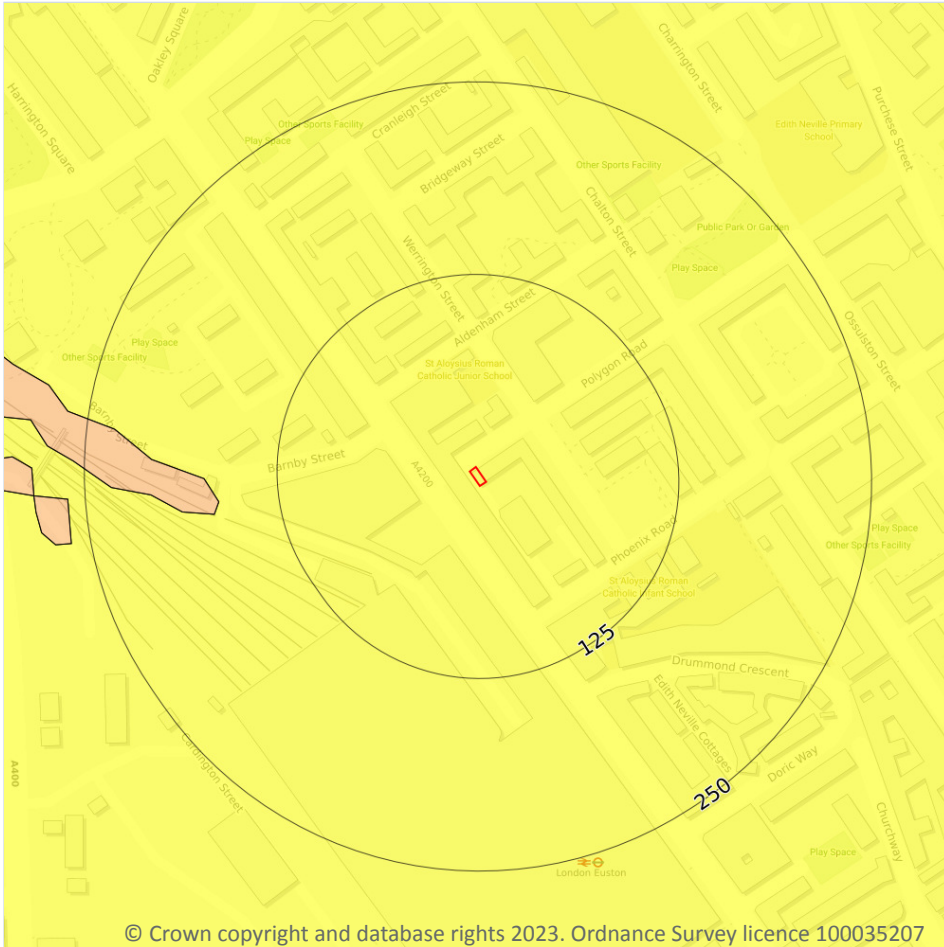 Oakley Square
Charrington Street
Harrington Square
Purchese Street
Cranleigh Street
Other Sports Facility
Play Space
Edith Neville Primary
School
Bridgeway Street
Other Sports Facility
Chalton Street
Public Park Or Garden
Play Space
Werrington Street
Aldenham Street
Ossulston Street
Play Space
Other Sports Facility
St Aloysius Roman
Catholic Junior School
Polygon Road
Barnby Street
Barnby Street
A4200
Phoenix Road
Play Space
Other Sports Facility
St Aloysius Roman
Catholic Infant School
125
Drummond Crescent
Edith Neville Cottages
Cardington Street
A400
Doric Way
250
Churchway
Play Space
London Euston
© Crown copyright and database rights 2023. Ordnance Survey licence 100035207